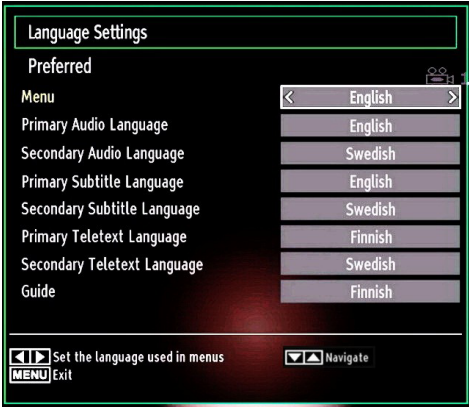 Language Settings
Preferred
Menu English
Primary Audio Language English
Secondary Audio Language Swedish
Primary Subtitle Language English
Secondary Subtitle Language Swedish
Primary Teletext Language Finnish
Secondary Teletext Language Swedish
Guide Finnish
Set the language used in menus Navigate
MENU Exit